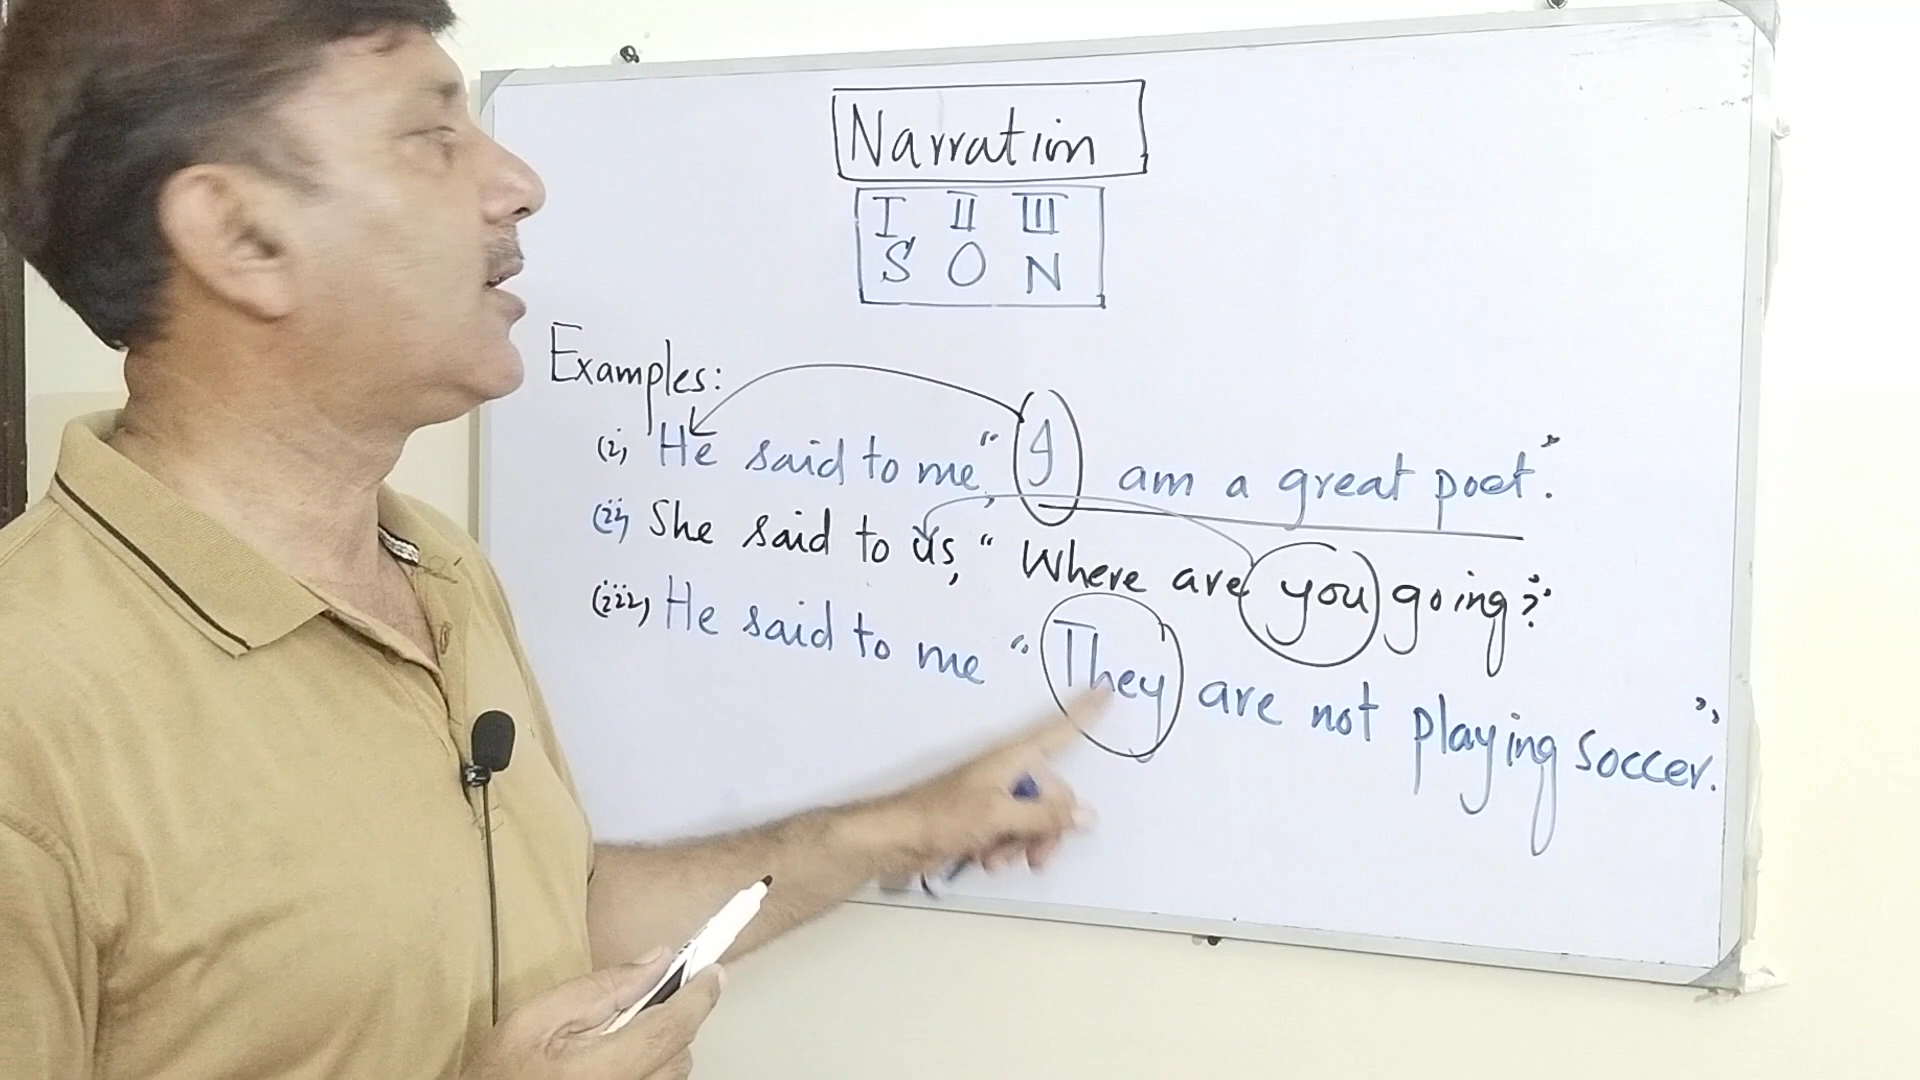 Narration
I II III
S O N
Examples:
(i) He said to me, "I am a great poet."
(ii) She said to us, "Where are you going?"
(iii) He said to me "They are not playing soccer."